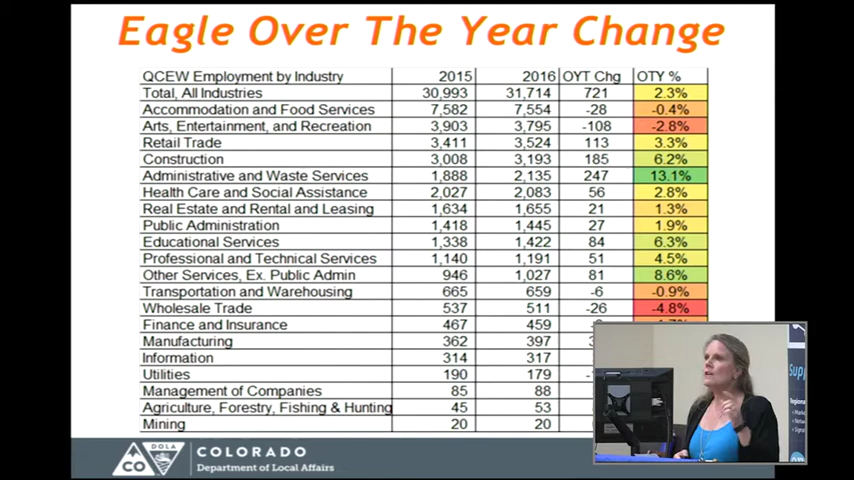 Eagle Over The Year Change
QCEW Employment by Industry 2015 2016 OYT Chg OTY %
Total, All Industries 30,993 31,714 721 2.3%
Accommodation and Food Services 7,582 7,554 -28 -0.4%
Arts, Entertainment, and Recreation 3,903 3,795 -108 -2.8%
Retail Trade 3,411 3,524 113 3.3%
Construction 3,008 3,193 185 6.2%
Administrative and Waste Services 1,888 2,135 247 13.1%
Health Care and Social Assistance 2,027 2,083 56 2.8%
Real Estate and Rental and Leasing 1,634 1,655 21 1.3%
Public Administration 1,418 1,445 27 1.9%
Educational Services 1,338 1,422 84 6.3%
Professional and Technical Services 1,140 1,191 51 4.5%
Other Services, Ex. Public Admin 946 1,027 81 8.6%
Transportation and Warehousing 665 659 -6 -0.9%
Wholesale Trade 537 511 -26 -4.8%
Finance and Insurance 467 459
Manufacturing 362 397
Information 314 317
Utilities 190 179
Management of Companies 85 88
Agriculture, Forestry, Fishing & Hunting 45 53
Mining 20 20
CO DOLA COLORADO
Department of Local Affairs